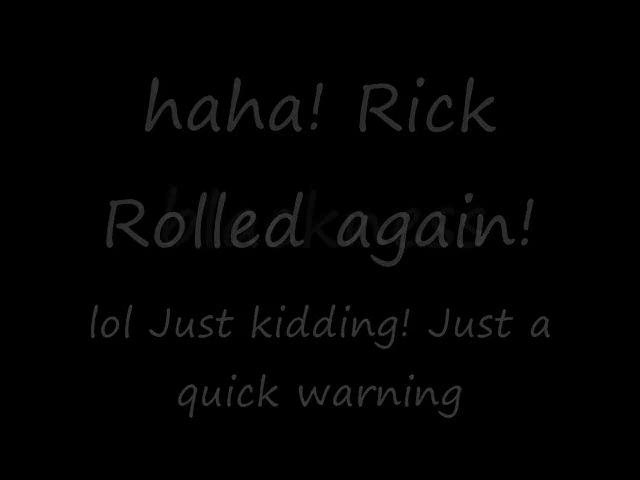 haha! Rick
Rolled again!
lol Just kidding! Just a
quick warning